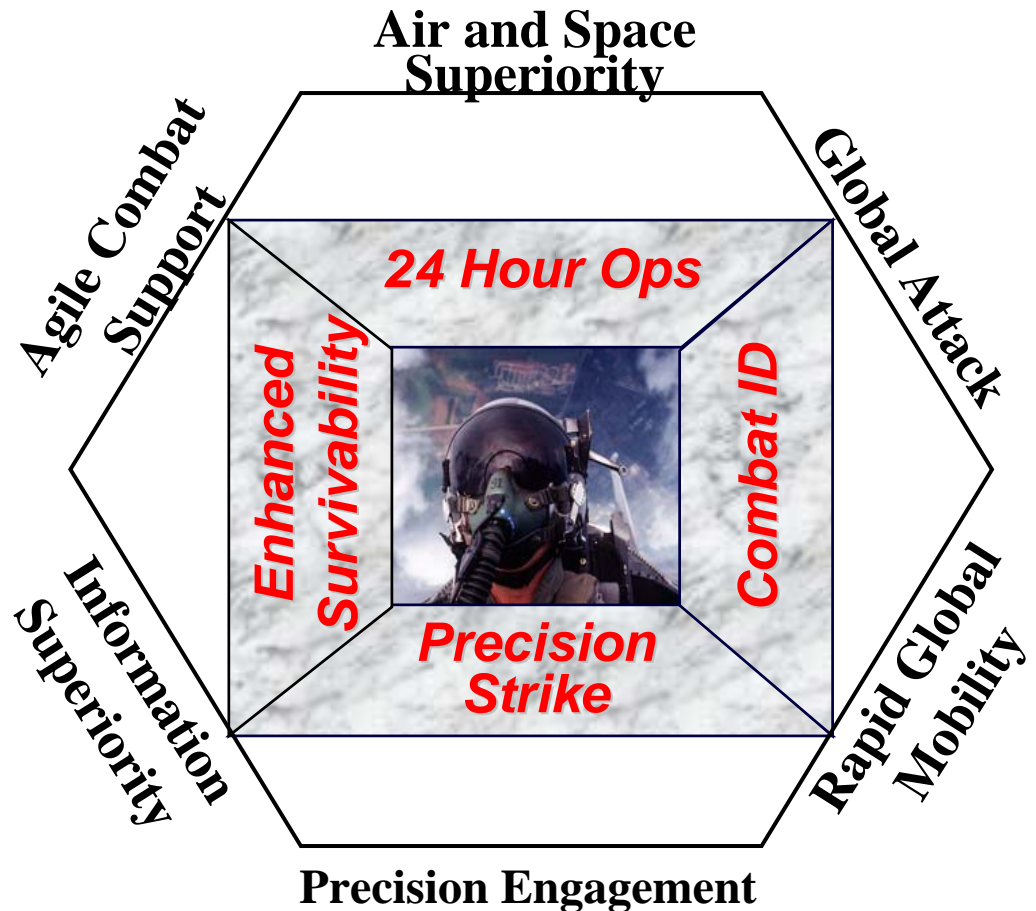 Air and Space
Superiority
Agile Combat
Support
Global Attack
24 Hour Ops
Enhanced
Survivability
Combat ID
Precision
Strike
Information
Superiority
Rapid Global
Mobility
Precision Engagement